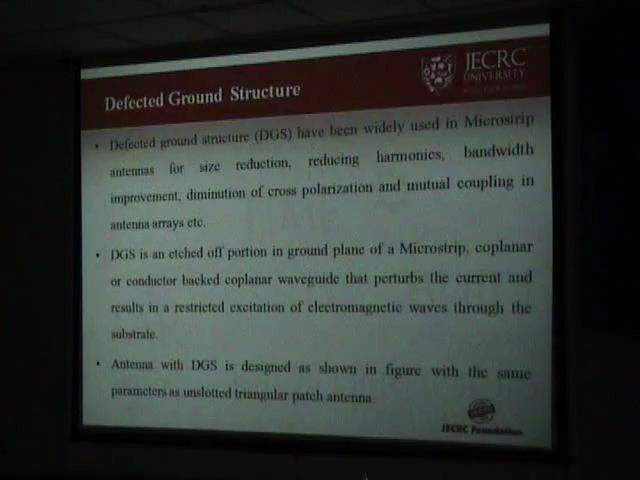 JECRC
UNIVERSITY
Defected Ground Structure
• Defected ground structure (DGS) have been widely used in Microstrip
antennas for size reduction, reducing harmonics, bandwidth
improvement, diminution of cross polarization and mutual coupling in
antenna arrays etc.
• DGS is an etched off portion in ground plane of a Microstrip, coplanar
or conductor backed coplanar waveguide that perturbs the current and
results in a restricted excitation of electromagnetic waves through the
substrate.
• Antenna with DGS is designed as shown in figure with the same
parameters as unslotted triangular patch antenna.
JECRC Foundation